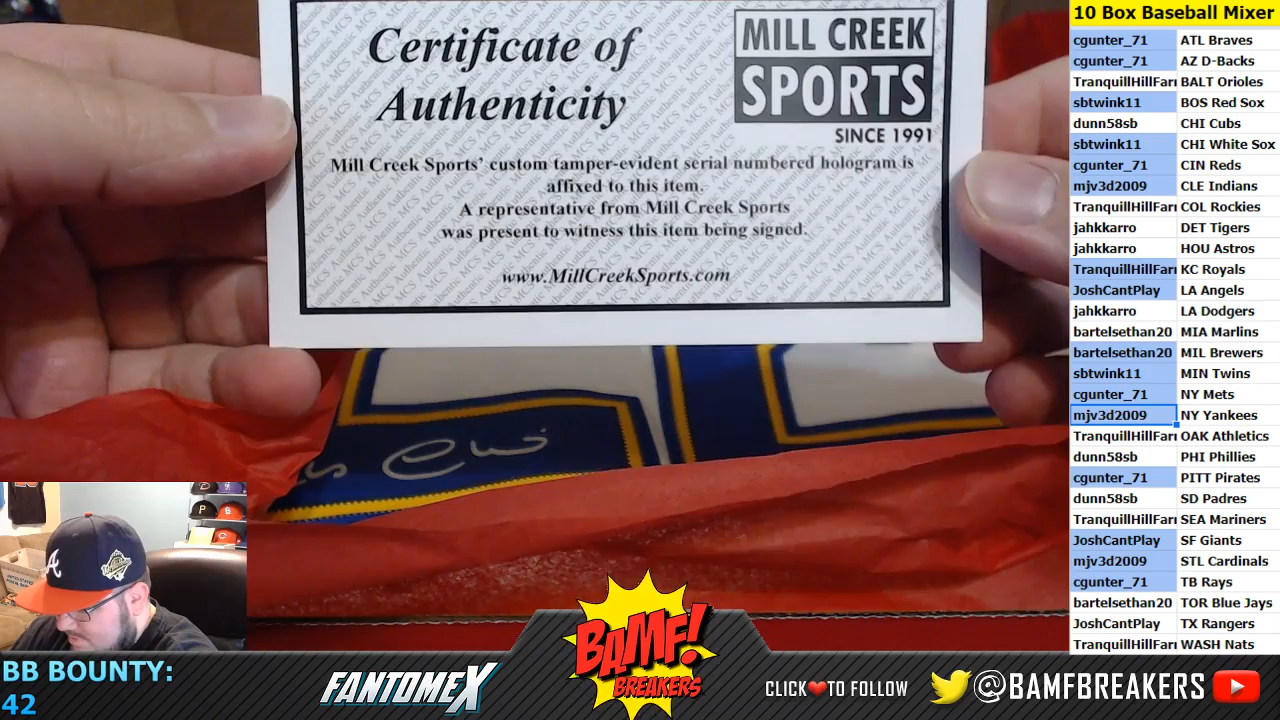 Certificate of
Authenticity
MILL CREEK
SPORTS
SINCE 1991
Mill Creek Sports' custom tamper-evident serial numbered hologram is
affixed to this item.
A representative from Mill Creek Sports
was present to witness this item being signed.
www.MillCreekSports.com
10 Box Baseball Mixer
cgunter_71 ATL Braves
cgunter_71 AZ D-Backs
TranquillHillFarr BALT Orioles
sbtwink11 BOS Red Sox
dunn58sb CHI Cubs
sbtwink11 CHI White Sox
cgunter_71 CIN Reds
mjv3d2009 CLE Indians
TranquillHillFarr COL Rockies
jahkkarro DET Tigers
jahkkarro HOU Astros
TranquillHillFarr KC Royals
JoshCantPlay LA Angels
jahkkarro LA Dodgers
bartelsethan20 MIA Marlins
bartelsethan20 MIL Brewers
sbtwink11 MIN Twins
cgunter_71 NY Mets
mjv3d2009 NY Yankees
TranquillHillFarr OAK Athletics
dunn58sb PHI Phillies
cgunter_71 PITT Pirates
dunn58sb SD Padres
TranquillHillFarr SEA Mariners
JoshCantPlay SF Giants
mjv3d2009 STL Cardinals
cgunter_71 TB Rays
bartelsethan20 TOR Blue Jays
JoshCantPlay TX Rangers
TranquillHillFarr WASH Nats
BB BOUNTY:
42
FANTOMEX
BAMF!
BREAKERS
CLICK TO FOLLOW
@BAMFBREAKERS